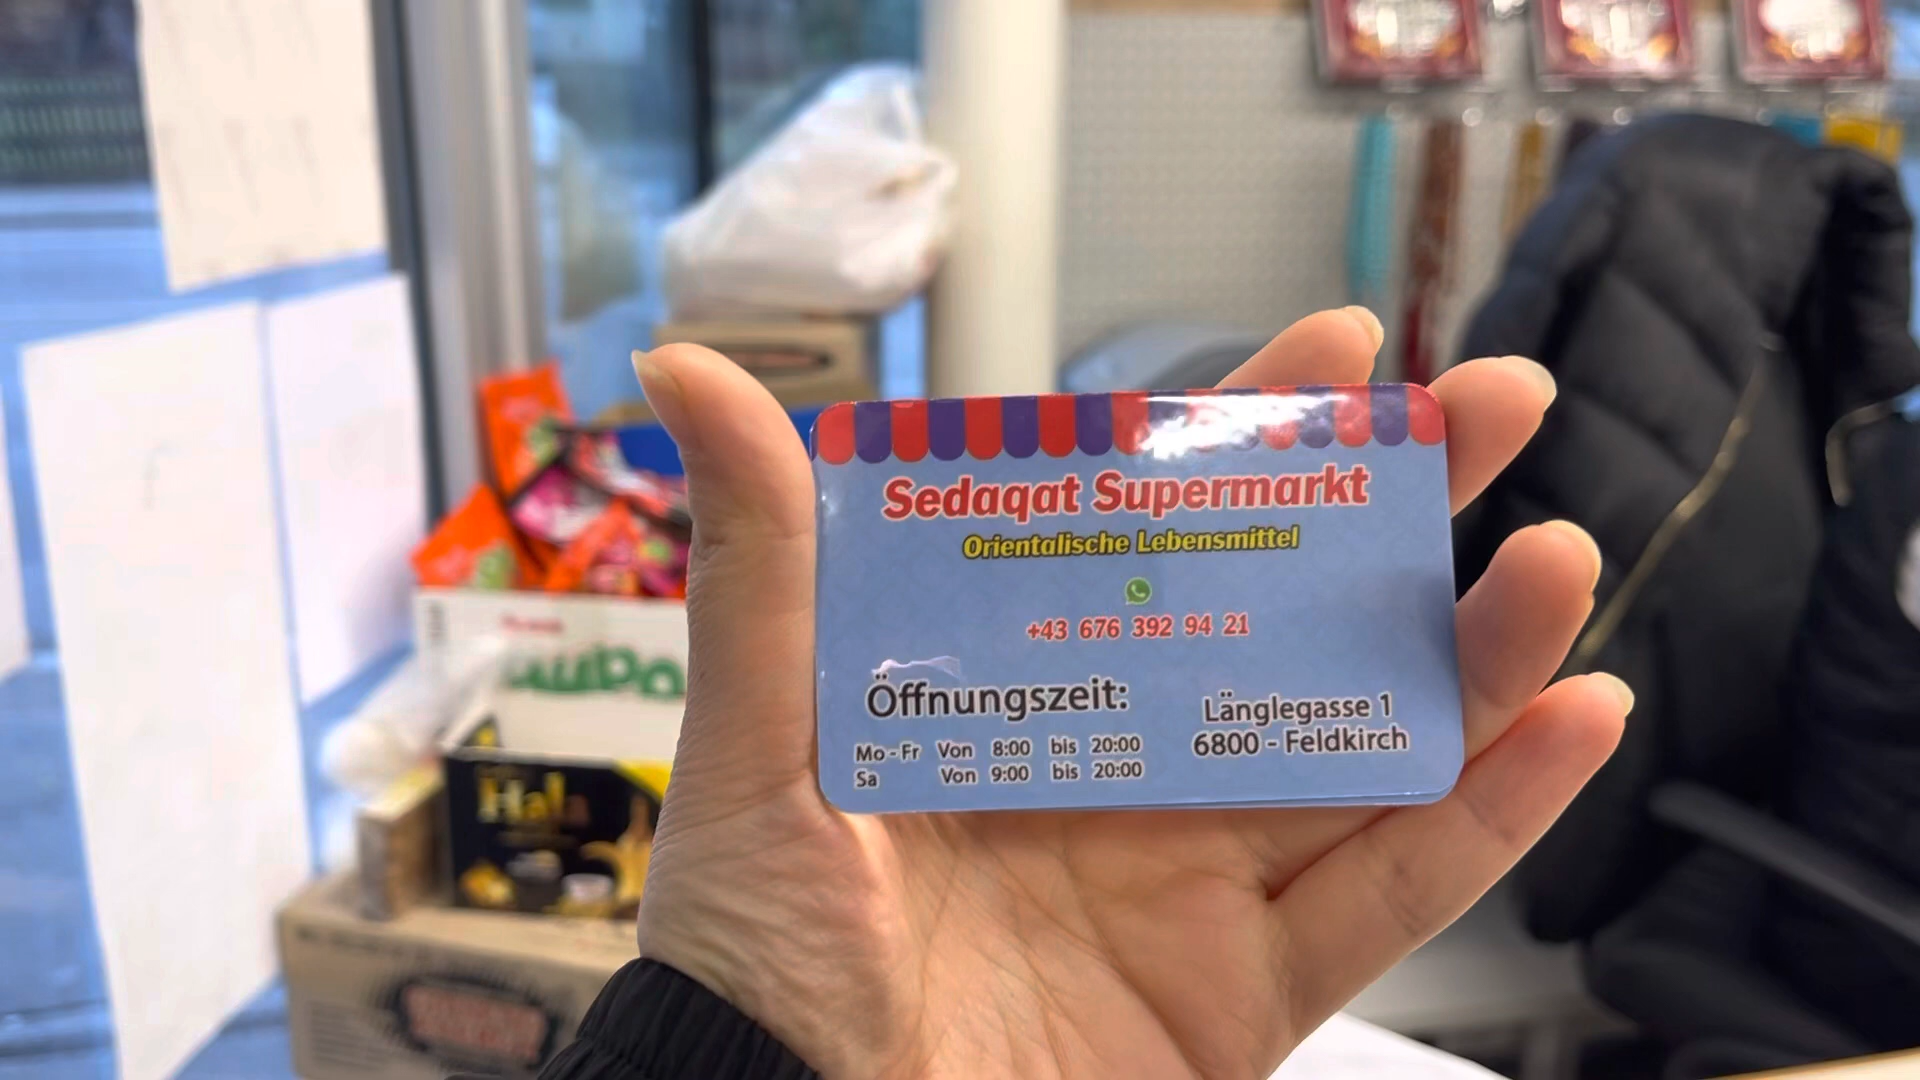 Sedaqat Supermarkt
Orientalische Lebensmittel
+43 676 392 94 21
Öffnungszeit:
Mo - Fr Von 8:00 bis 20:00
Sa Von 9:00 bis 20:00
Länglegasse 1
6800 - Feldkirch
Hala